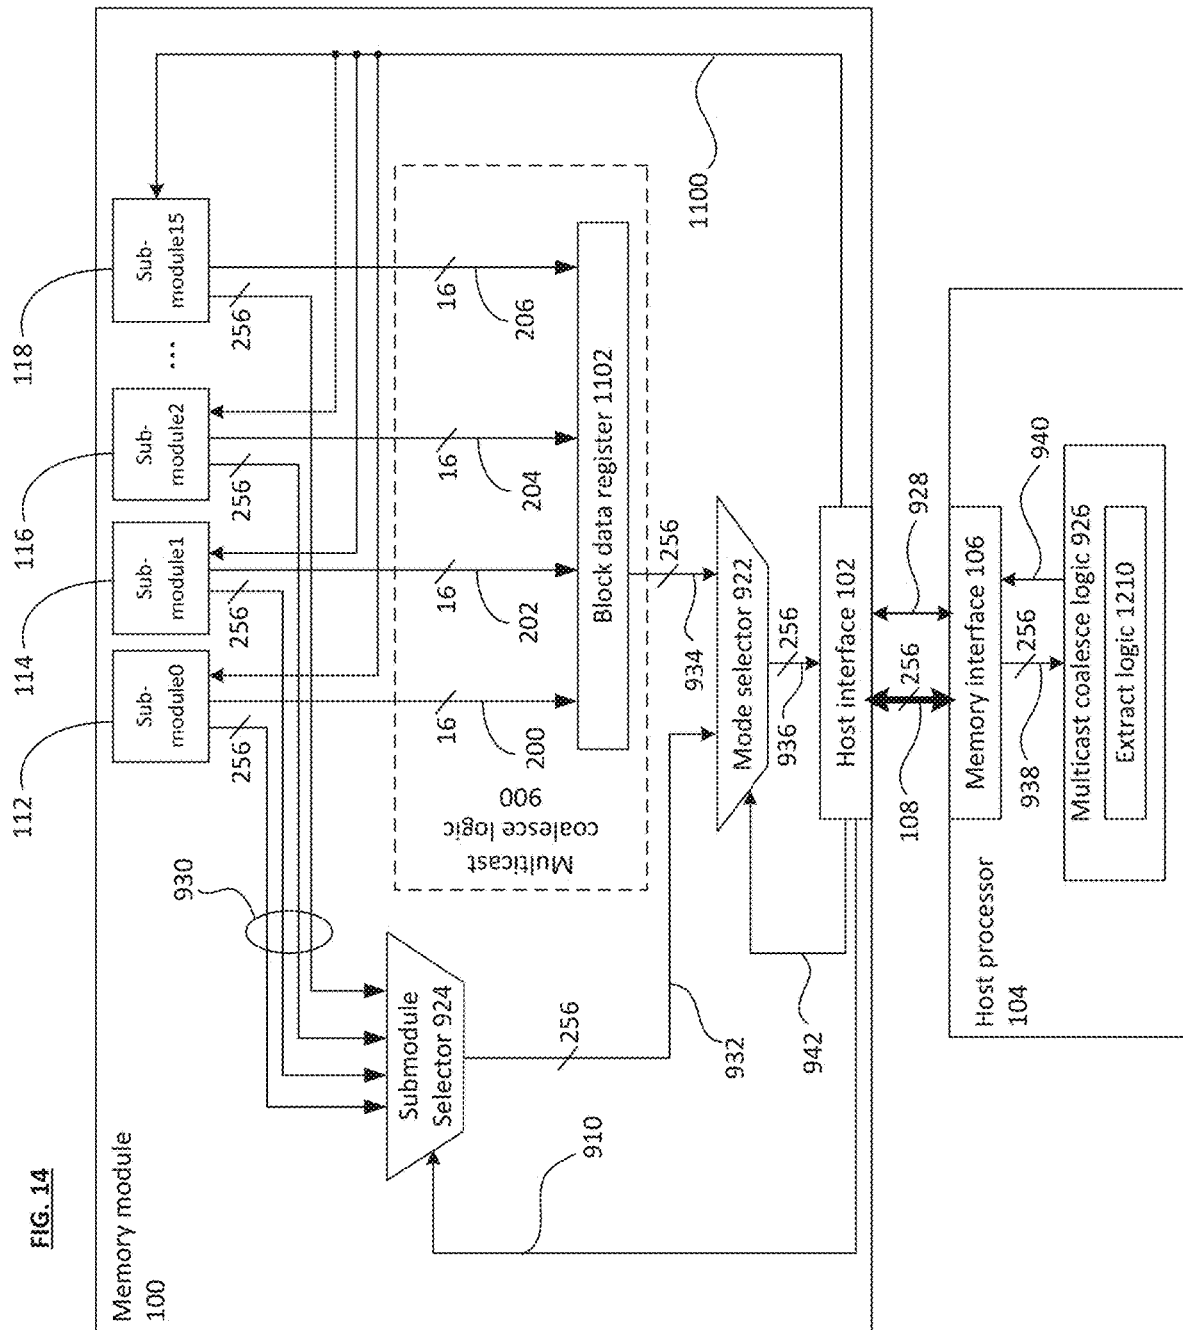 FIG. 14
Memory module
100
112
114
116
118
Sub-
module0
Sub-
module1
Sub-
module2
...
Sub-
module15
256
256
256
256
930
Submodule
Selector 924
910
256
932
Multicast
coalesce logic
900
16
16
16
16
200
202
204
206
Block data register 1102
1100
256
934
Mode selector 922
942
256
936
Host interface 102
256
108
928
Host processor
104
Memory interface 106
256
938
940
Multicast coalesce logic 926
Extract logic 1210